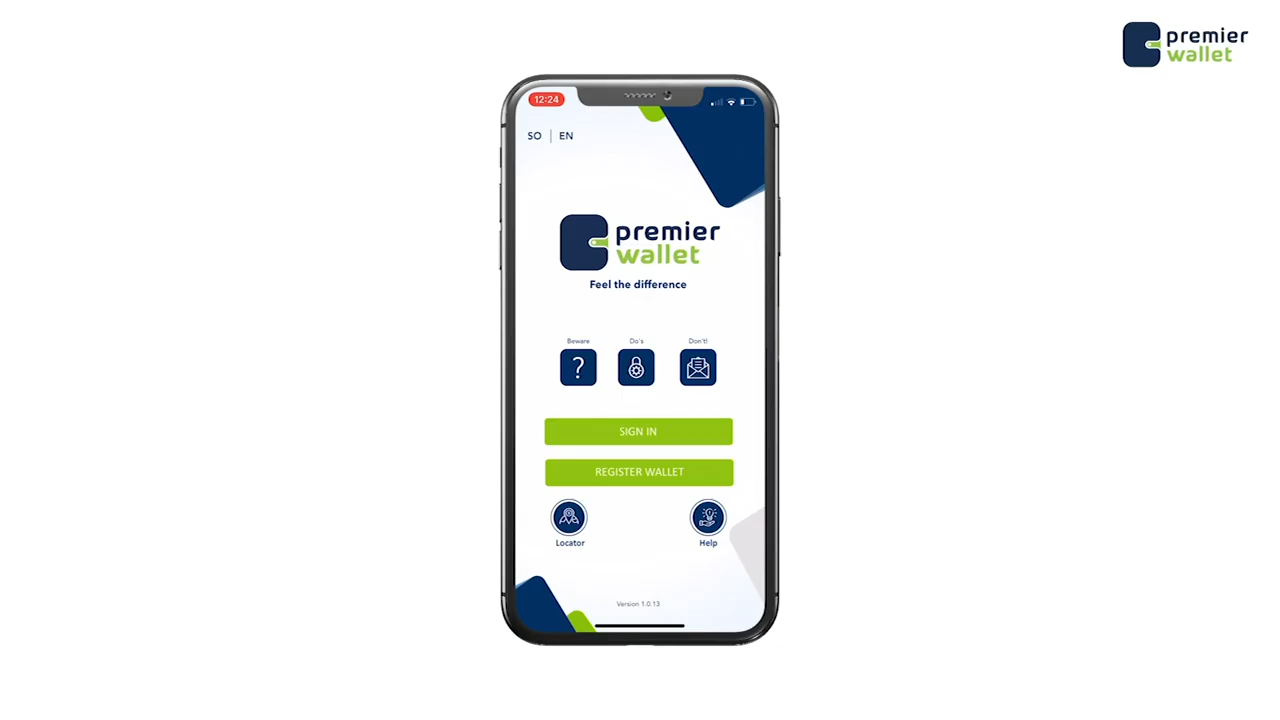 premier
wallet
12:24
SO | EN
premier
wallet
Feel the difference
Beware
Do's
Don't!
?
SIGN IN
REGISTER WALLET
Locator
Help
Version 1.0.13